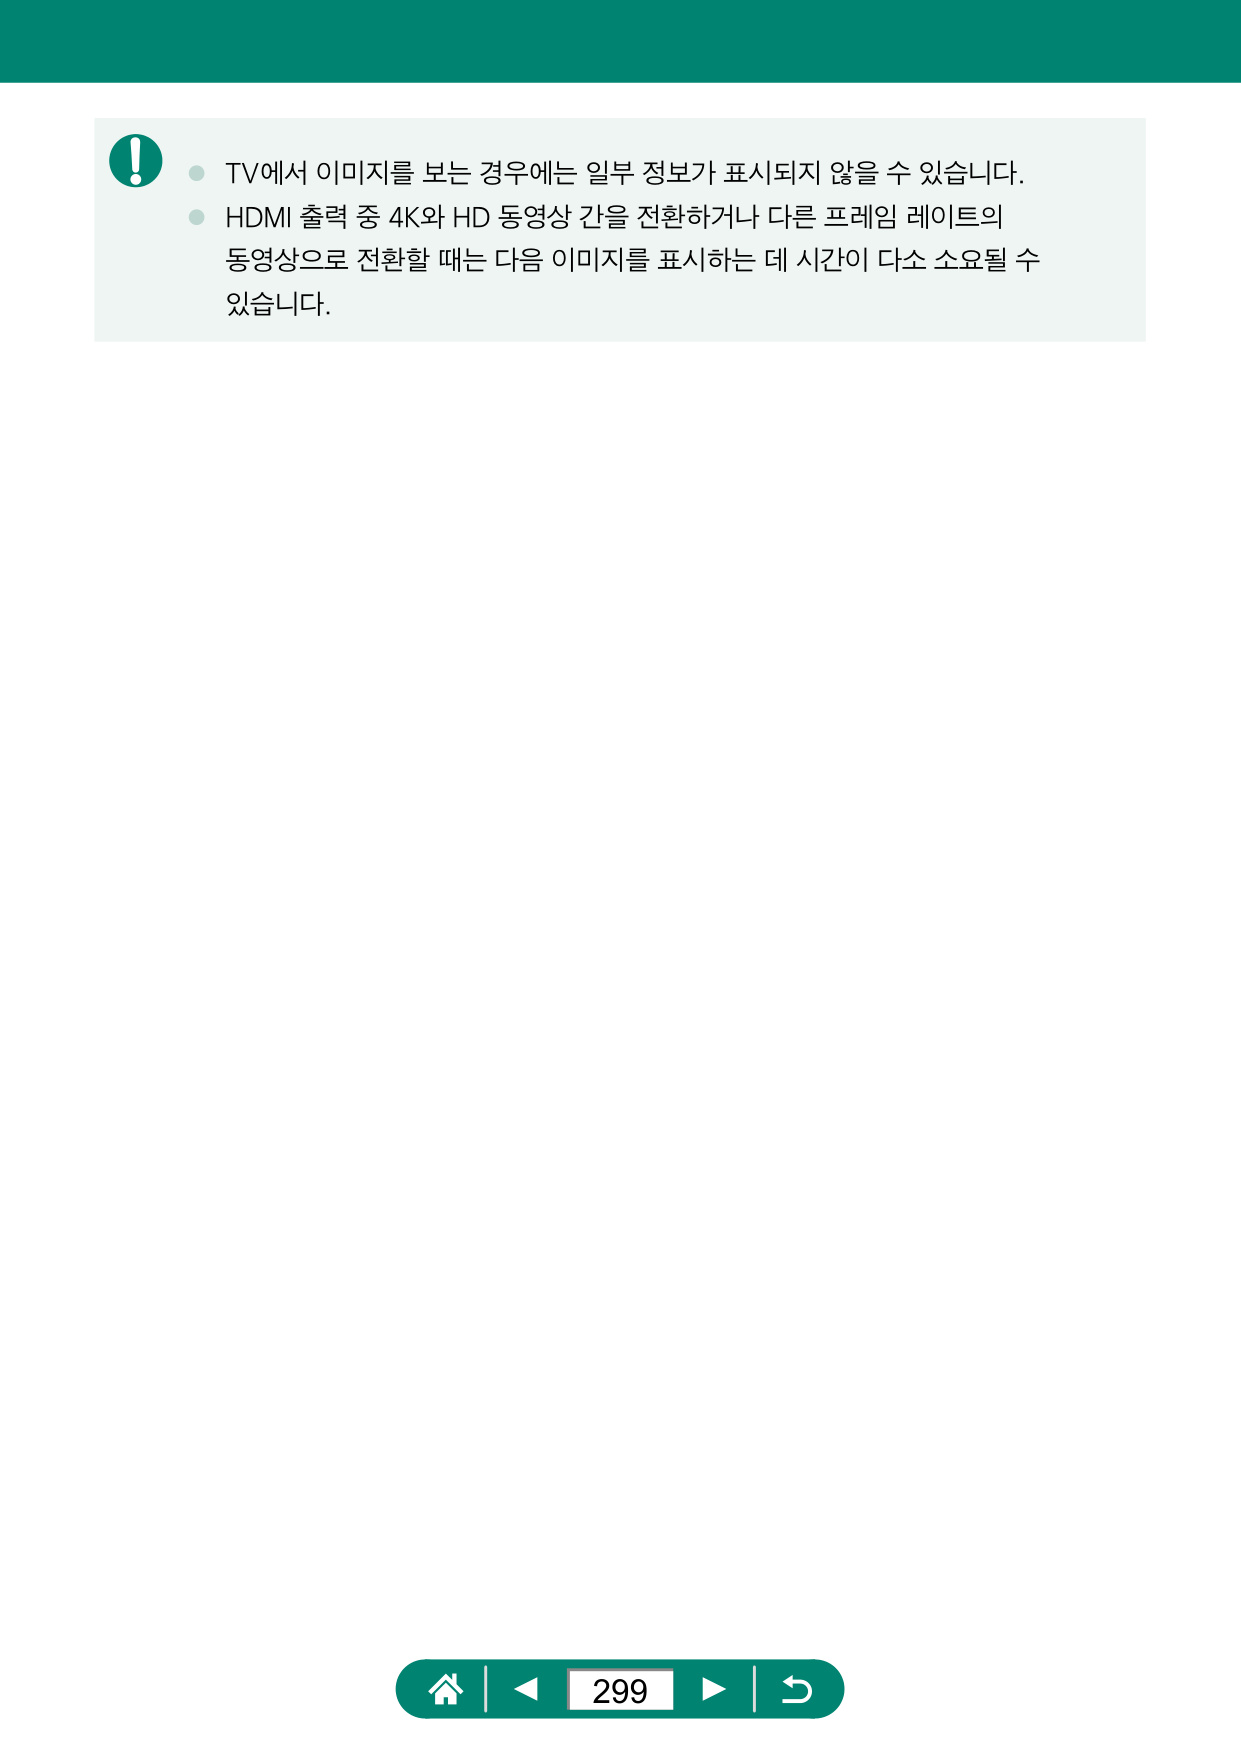 TV에서 이미지를 보는 경우에는 일부 정보가 표시되지 않을 수 있습니다.
HDMI 출력 중 4K와 HD 동영상 간을 전환하거나 다른 프레임 레이트의
동영상으로 전환할 때는 다음 이미지를 표시하는 데 시간이 다소 소요될 수
있습니다.
299